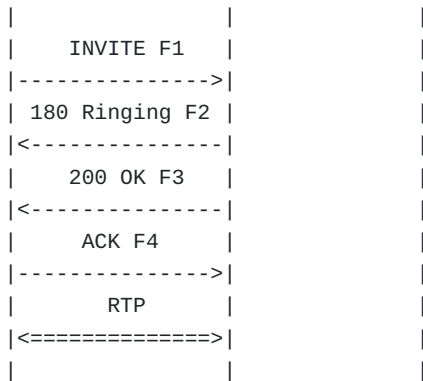 |                |              |
|   INVITE F1    |              |
|--------------->|              |
| 180 Ringing F2 |              |
|<---------------|              |
|   200 OK F3    |              |
|<---------------|              |
|    ACK F4      |              |
|--------------->|              |
|      RTP       |              |
|<==============>|              |
|                |              |